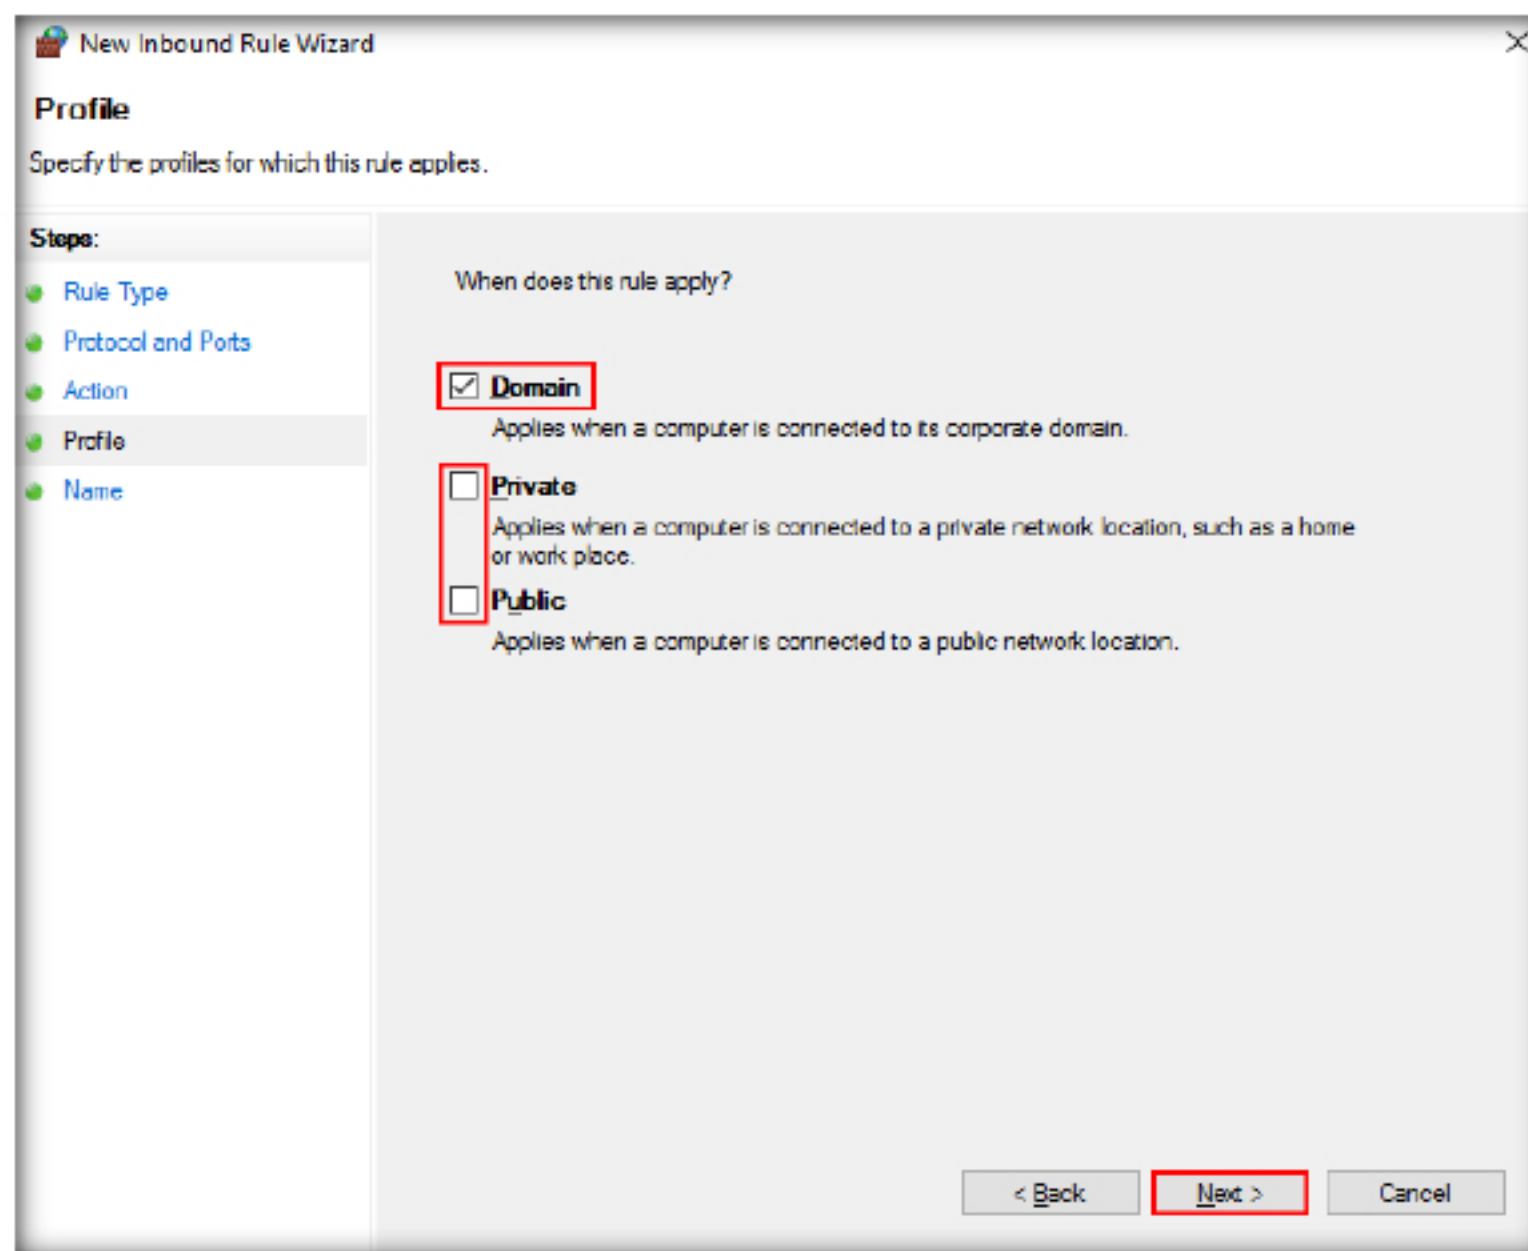 New Inbound Rule Wizard
Profile
Specify the profiles for which this rule applies.
Steps:
Rule Type
Protocol and Ports
Action
Profile
Name
When does this rule apply?
Domain
Applies when a computer is connected to its corporate domain.
Private
Applies when a computer is connected to a private network location, such as a home
or work place.
Public
Applies when a computer is connected to a public network location.
< Back
Next >
Cancel